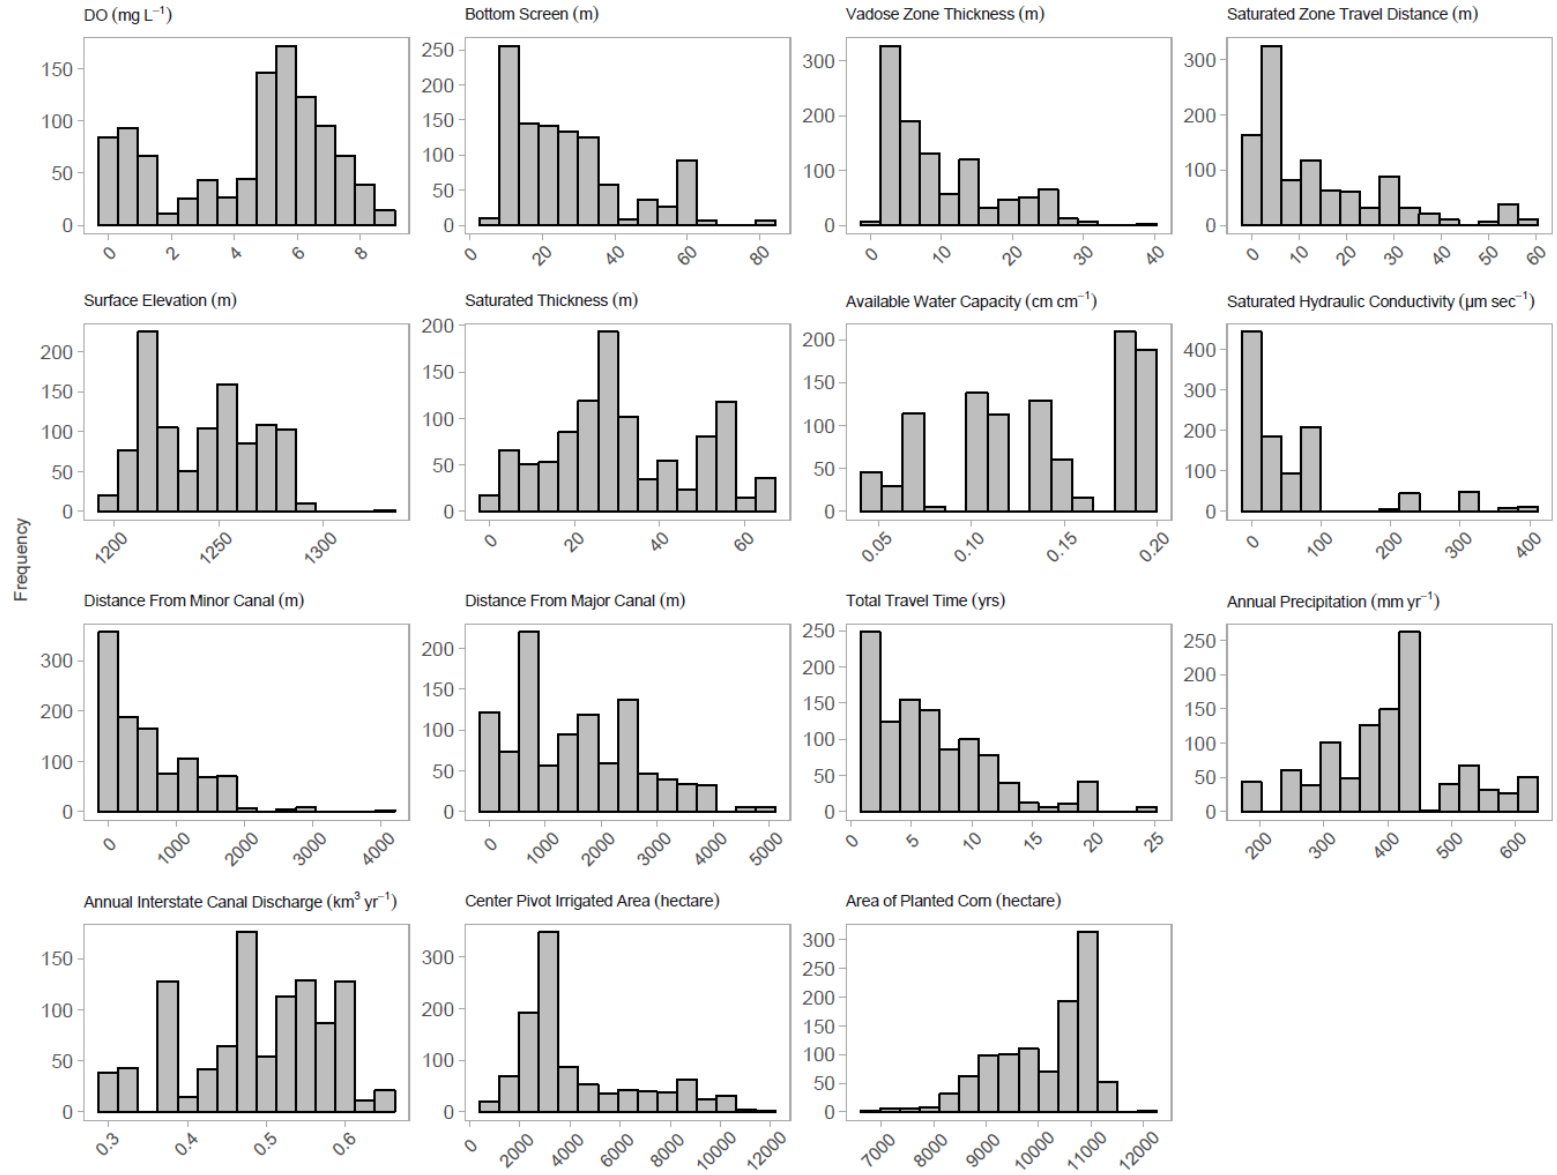 DO (mg L⁻¹)
Bottom Screen (m)
Vadose Zone Thickness (m)
Saturated Zone Travel Distance (m)
150
100
50
0
0 2 4 6 8
250
200
150
100
50
0
0 20 40 60 80
300
200
100
0
0 10 20 30 40
300
200
100
0
0 10 20 30 40 50 60
Surface Elevation (m)
Saturated Thickness (m)
Available Water Capacity (cm cm⁻¹)
Saturated Hydraulic Conductivity (µm sec⁻¹)
200
150
100
50
0
1200 1250 1300
200
150
100
50
0
0 20 40 60
200
150
100
50
0
0.05 0.10 0.15 0.20
400
300
200
100
0
0 100 200 300 400
Frequency
Distance From Minor Canal (m)
Distance From Major Canal (m)
Total Travel Time (yrs)
Annual Precipitation (mm yr⁻¹)
300
200
100
0
0 1000 2000 3000 4000
200
150
100
50
0
0 1000 2000 3000 4000 5000
250
200
150
100
50
0
0 5 10 15 20 25
250
200
150
100
50
0
200 300 400 500 600
Annual Interstate Canal Discharge (km³ yr⁻¹)
Center Pivot Irrigated Area (hectare)
Area of Planted Corn (hectare)
150
100
50
0
0.3 0.4 0.5 0.6
300
200
100
0
0 2000 4000 6000 8000 10000 12000
300
250
200
150
100
50
0
7000 8000 9000 10000 11000 12000